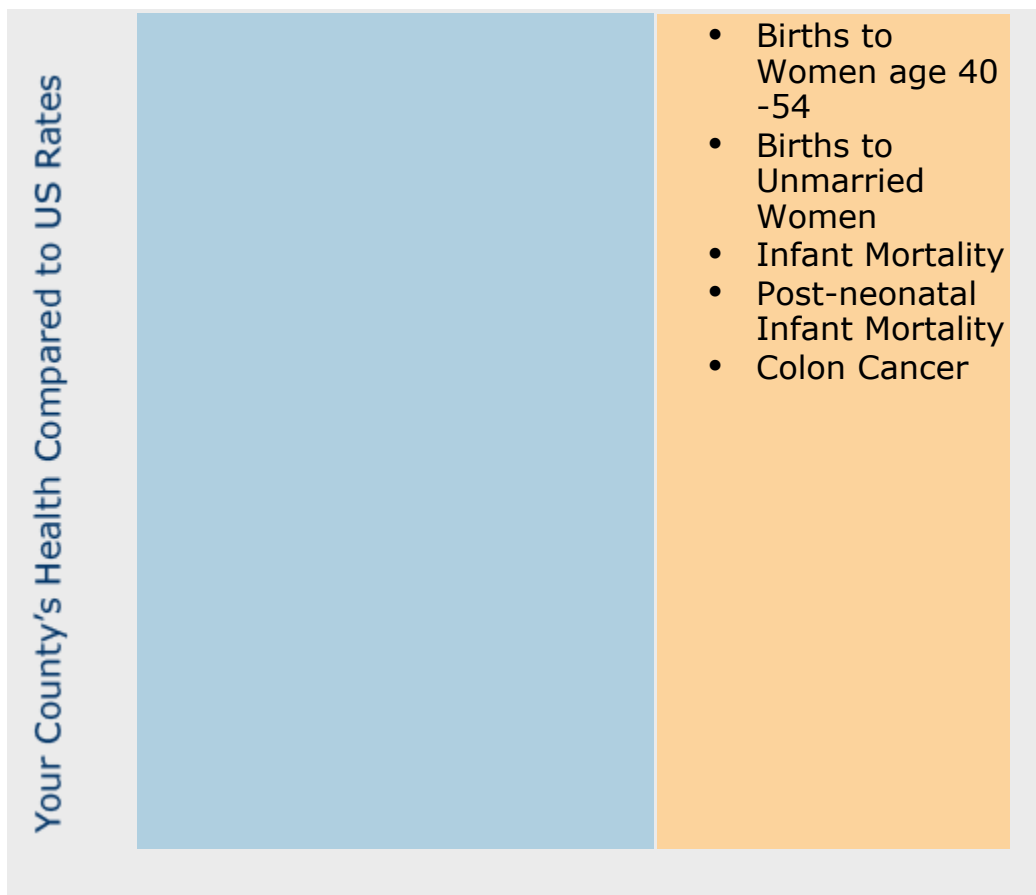 Your County's Health Compared to US Rates
• Births to
Women age 40
-54
• Births to
Unmarried
Women
• Infant Mortality
• Post-neonatal
Infant Mortality
• Colon Cancer